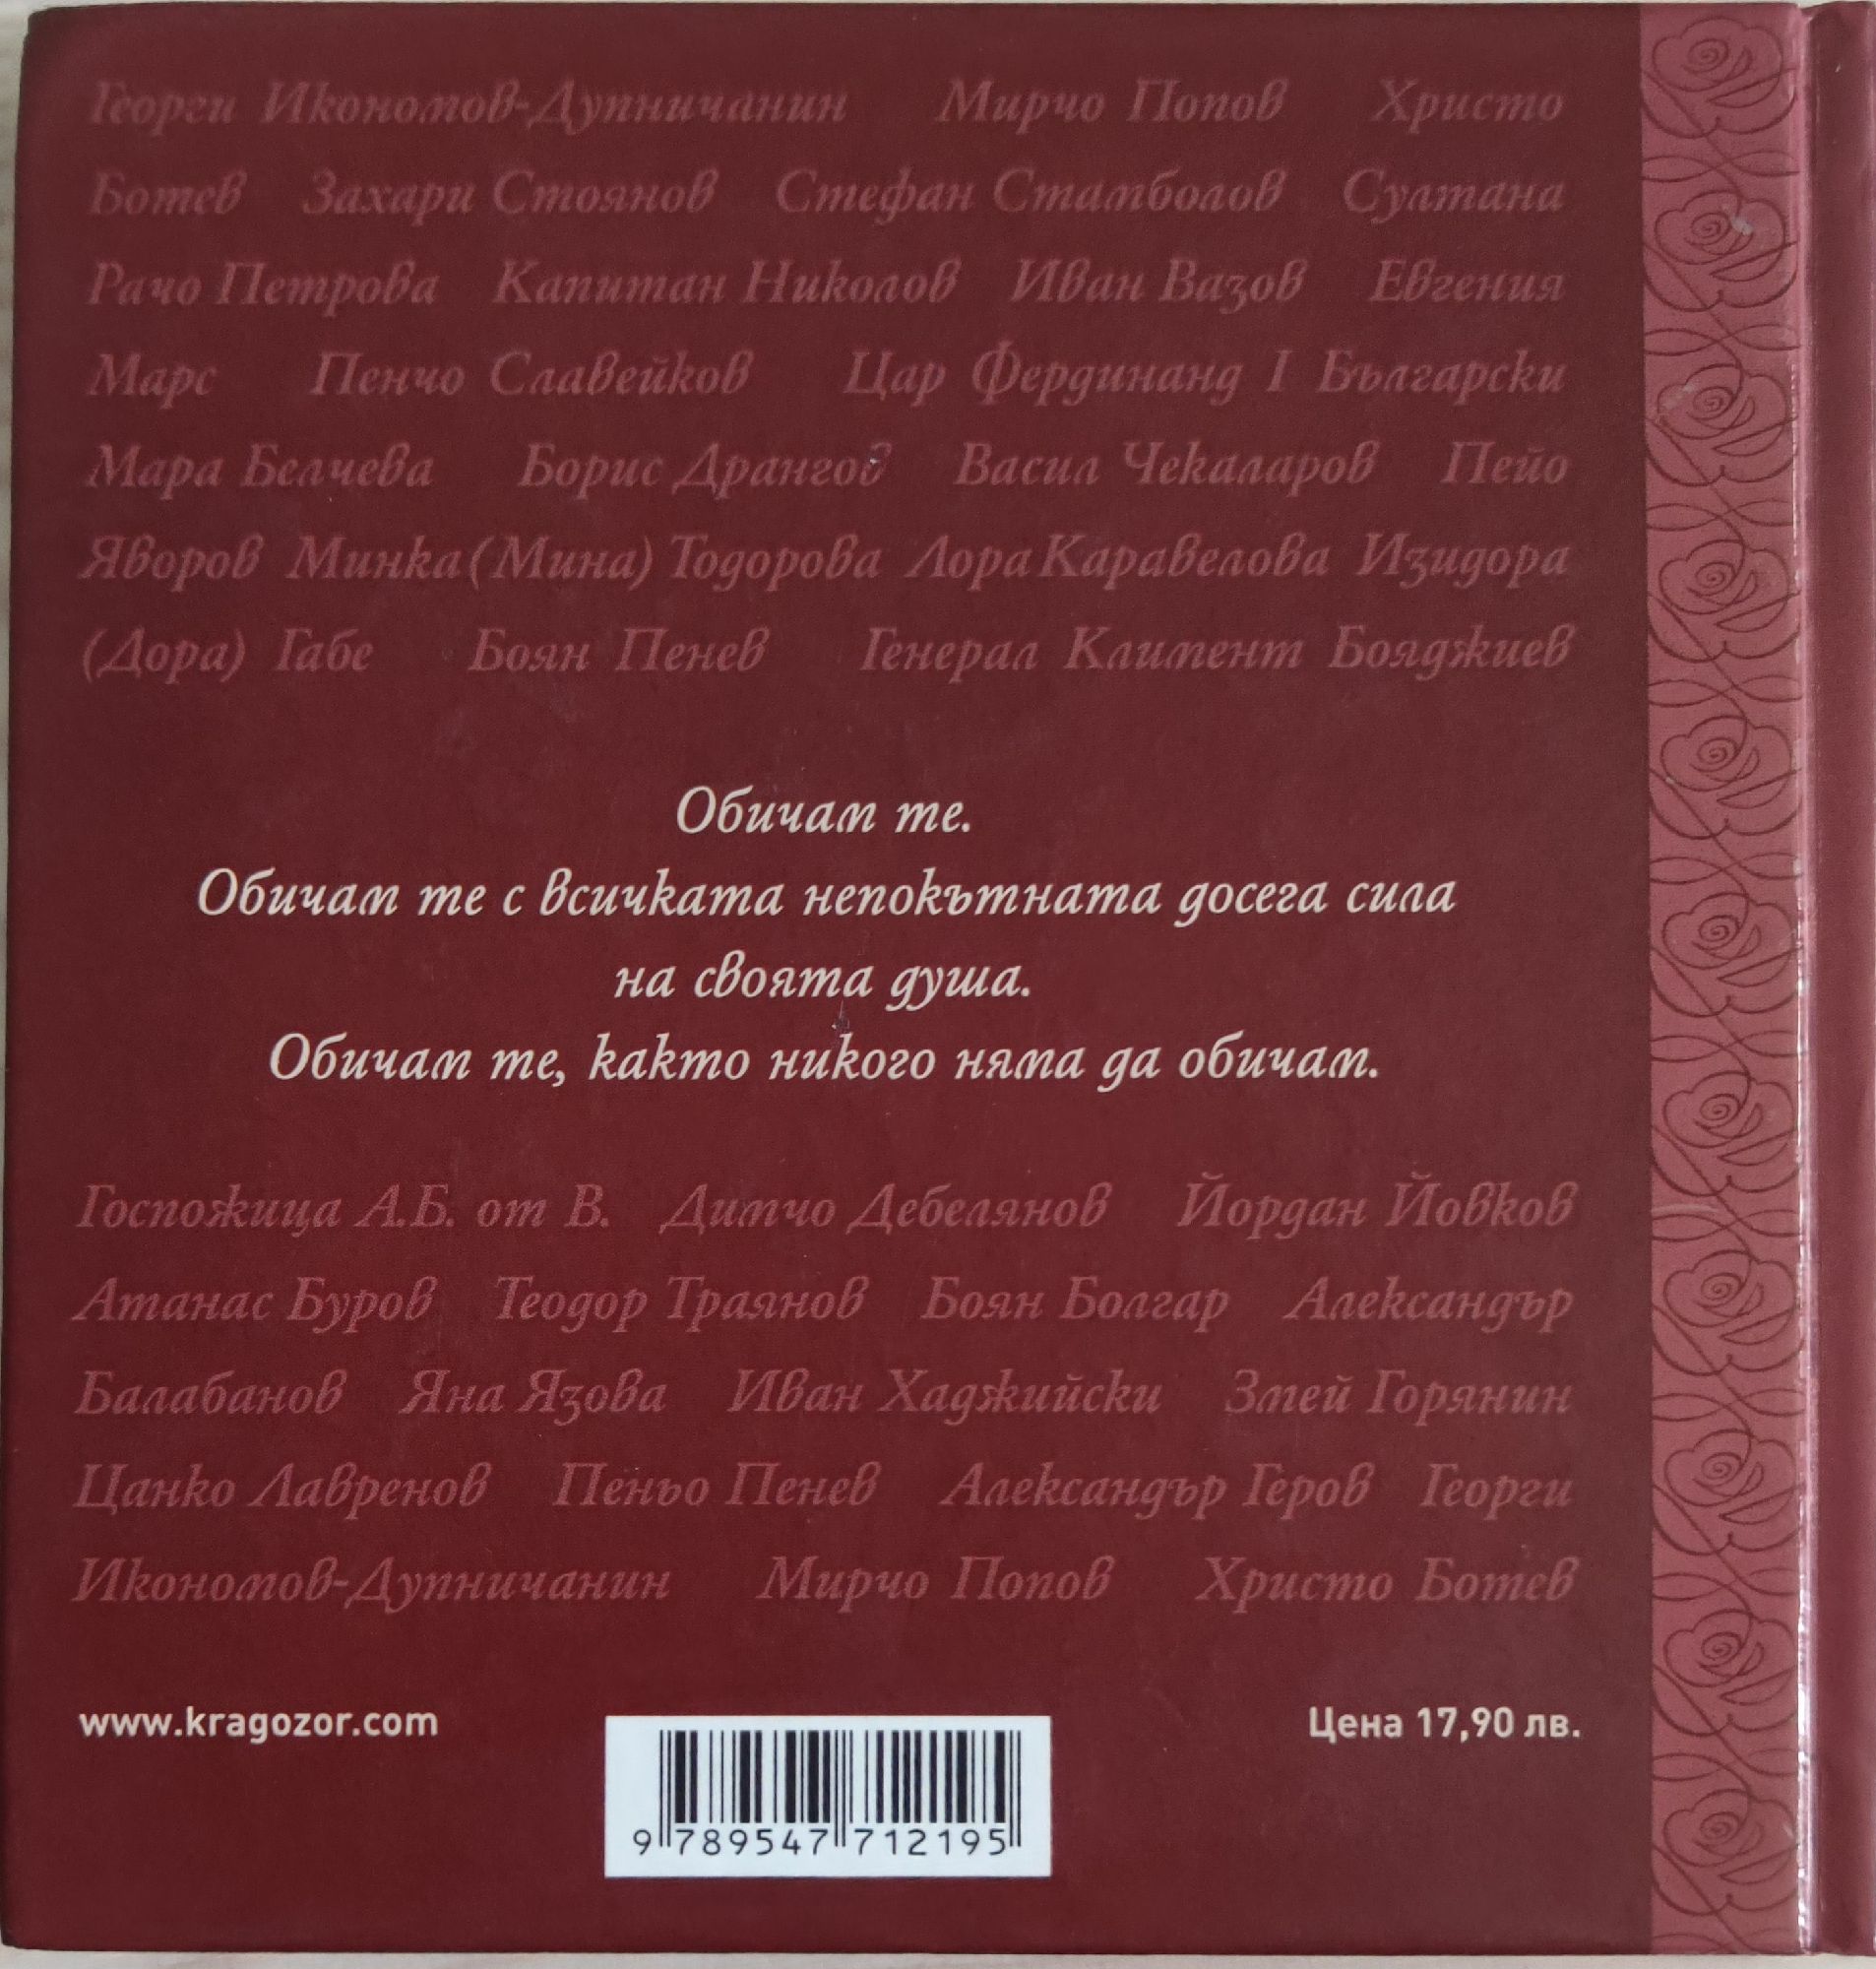 Георги Икономов-Дупничанин Мирчо Попов Христо
Ботев Захари Стоянов Стефан Стамболов Султана
Рачо Петрова Капитан Николов Иван Вазов Евгения
Марс Пенчо Славейков Цар Фердинанд I Български
Мара Белчева Борис Дрангов Васил Чекаларов Пейо
Яворов Минка (Мина) Тодорова Лора Каравелова Изидора
(Дора) Габе Боян Пенев Генерал Климент Бояджиев
Обичам те.
Обичам те с всичката непокътната досега сила
на своята душа.
Обичам те, както никого няма да обичам.
Госпожица А.Б. от В. Димчо Дебелянов Йордан Йовков
Атанас Буров Теодор Траянов Боян Болгар Александър
Балабанов Яна Язова Иван Хаджийски Змей Горянин
Цанко Лавренов Пеньо Пенев Александър Геров Георги
Икономов-Дупничанин Мирчо Попов Христо Ботев
www.kragozor.com
Цена 17,90 лв.
9 789547 712195